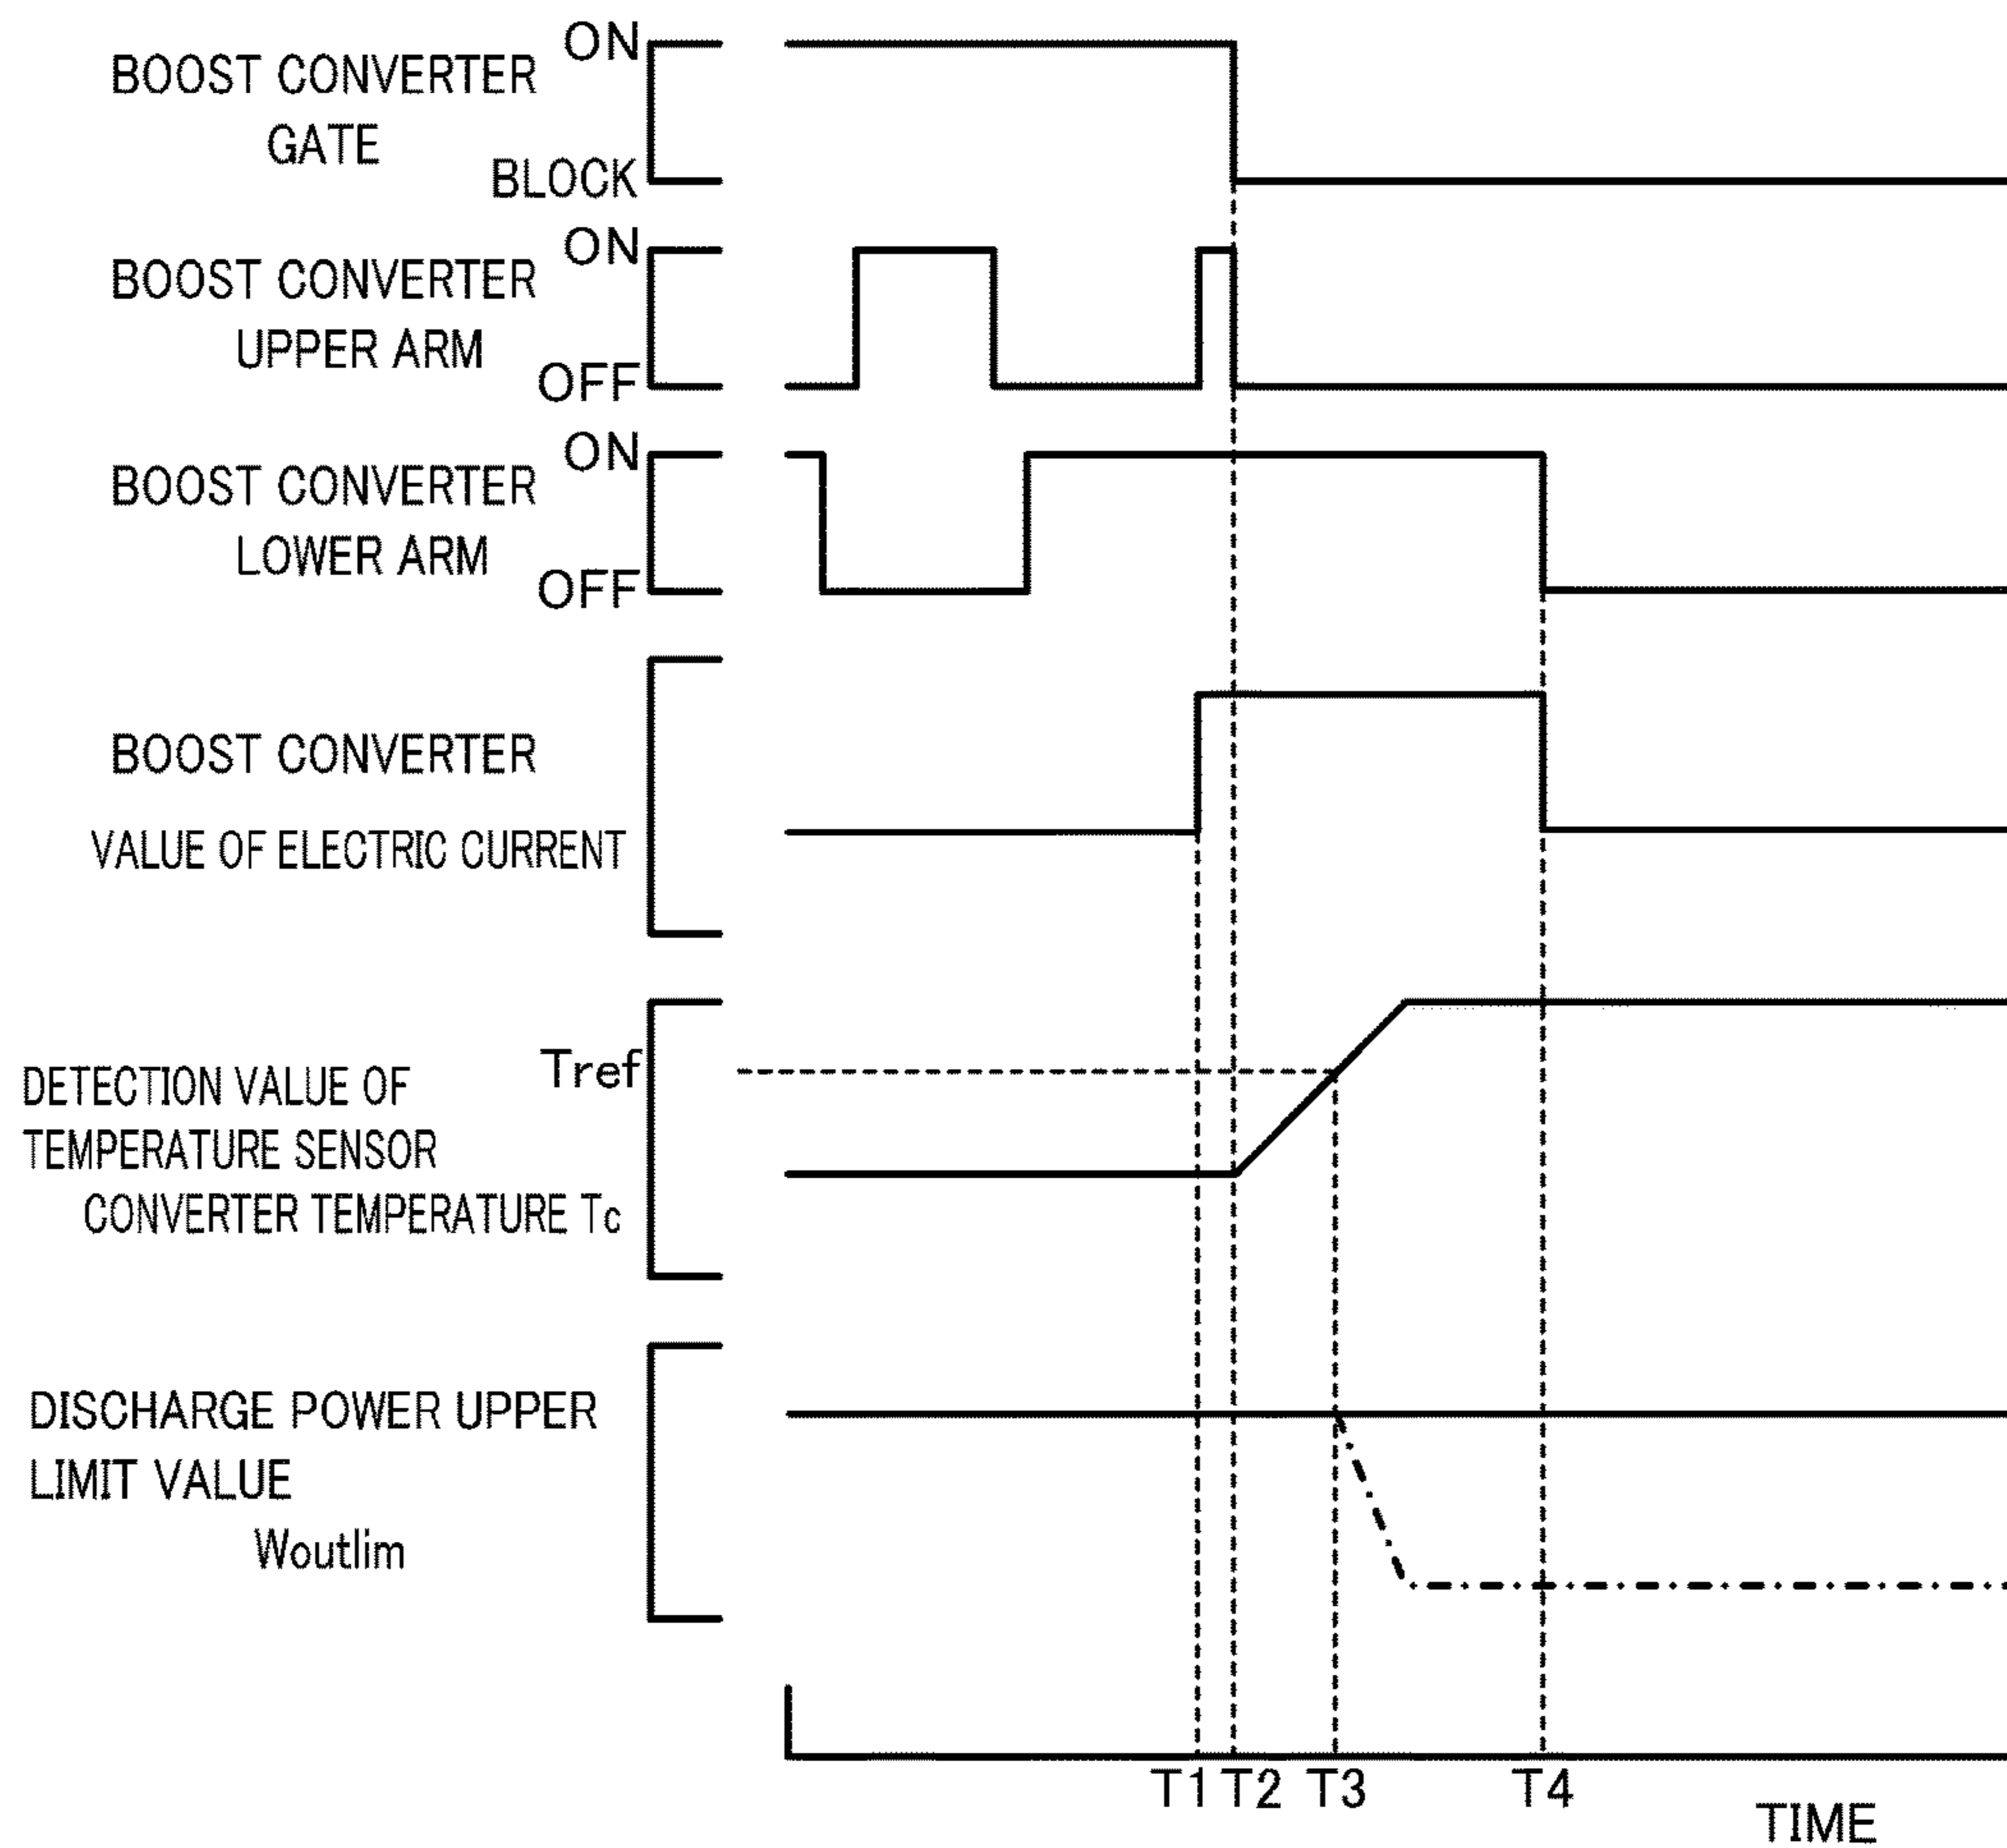 BOOST CONVERTER
GATE
ON
BLOCK
BOOST CONVERTER
UPPER ARM
ON
OFF
BOOST CONVERTER
LOWER ARM
ON
OFF
BOOST CONVERTER
VALUE OF ELECTRIC CURRENT
DETECTION VALUE OF
TEMPERATURE SENSOR
CONVERTER TEMPERATURE Tc
Tref
DISCHARGE POWER UPPER
LIMIT VALUE
Woutlim
T1 T2 T3 T4
TIME